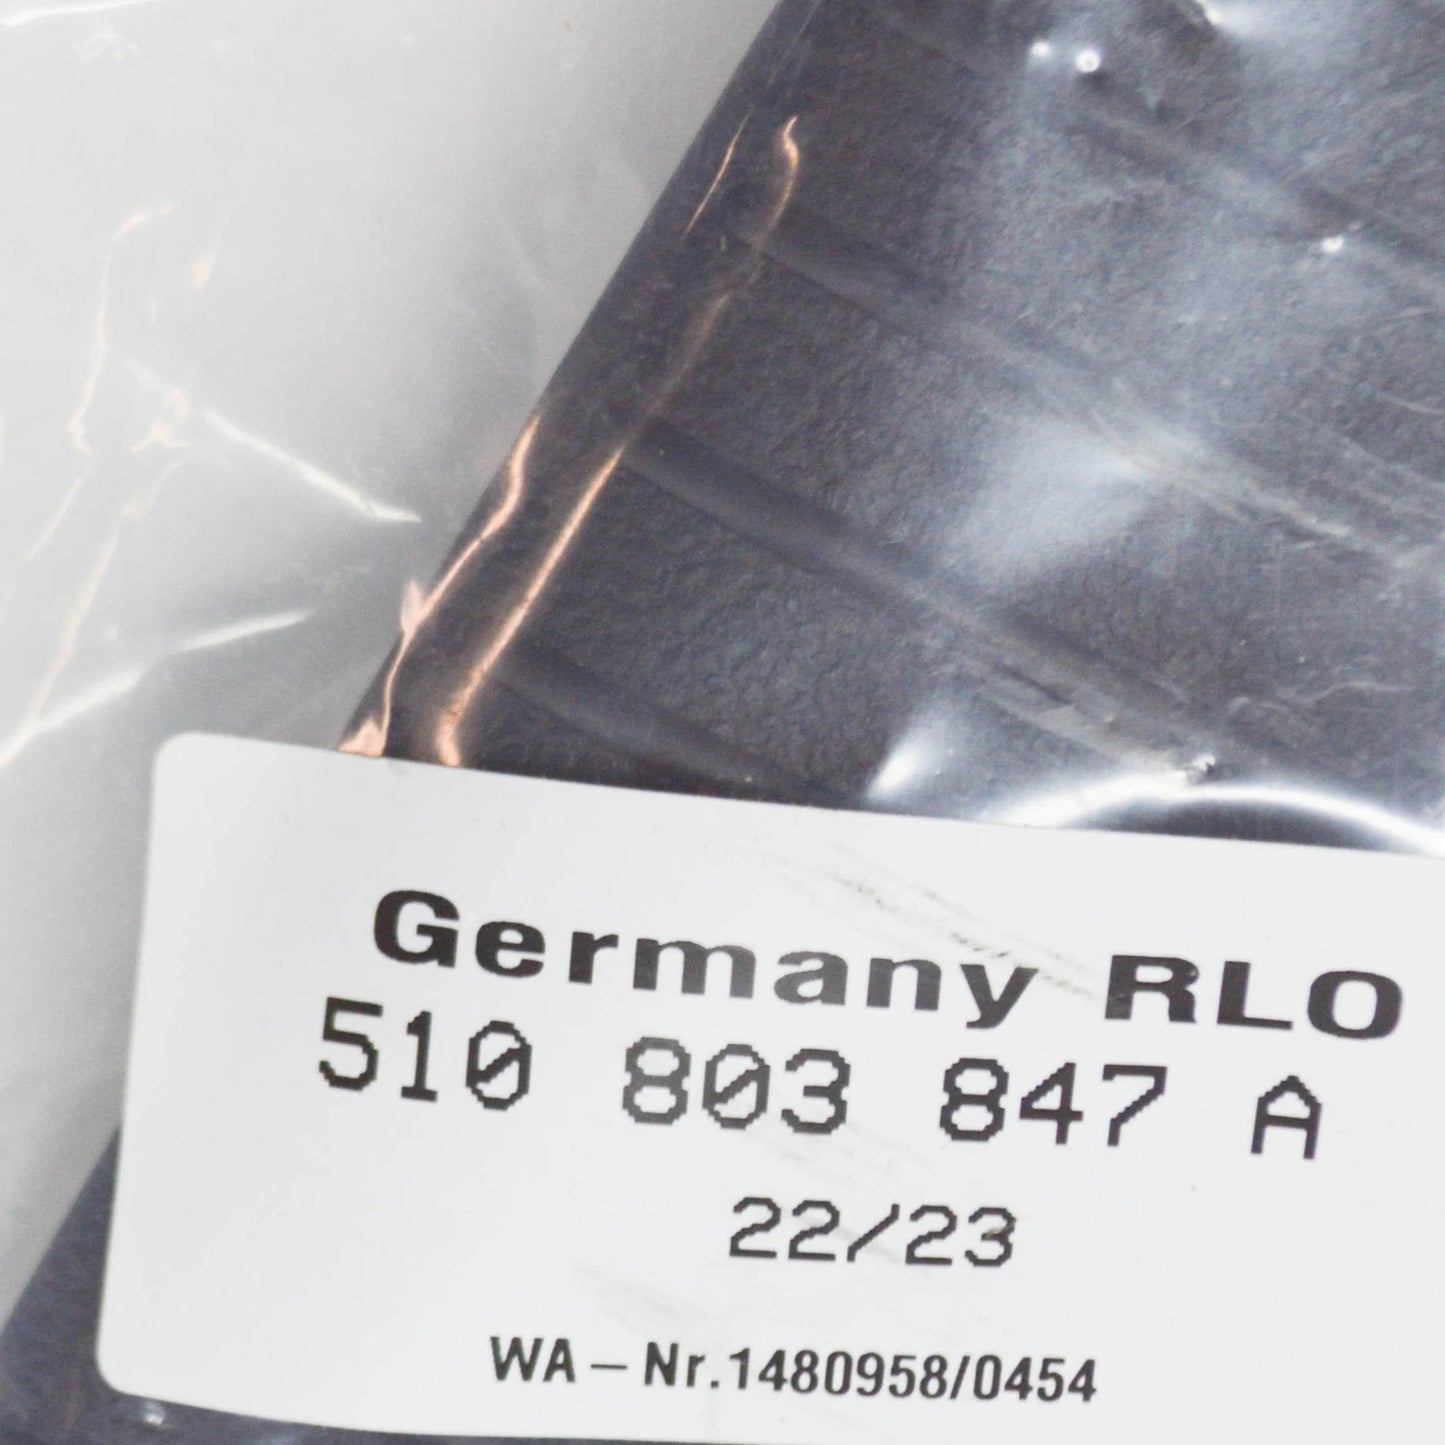 Germany RLO
510 803 847 A
22/23
WA – Nr.1480958/0454